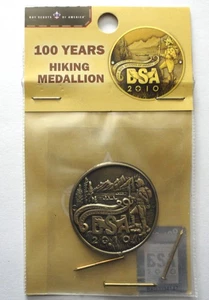 BOY SCOUTS OF AMERICA
100 YEARS
HIKING
MEDALLION
BSA
2010
BSA
2010